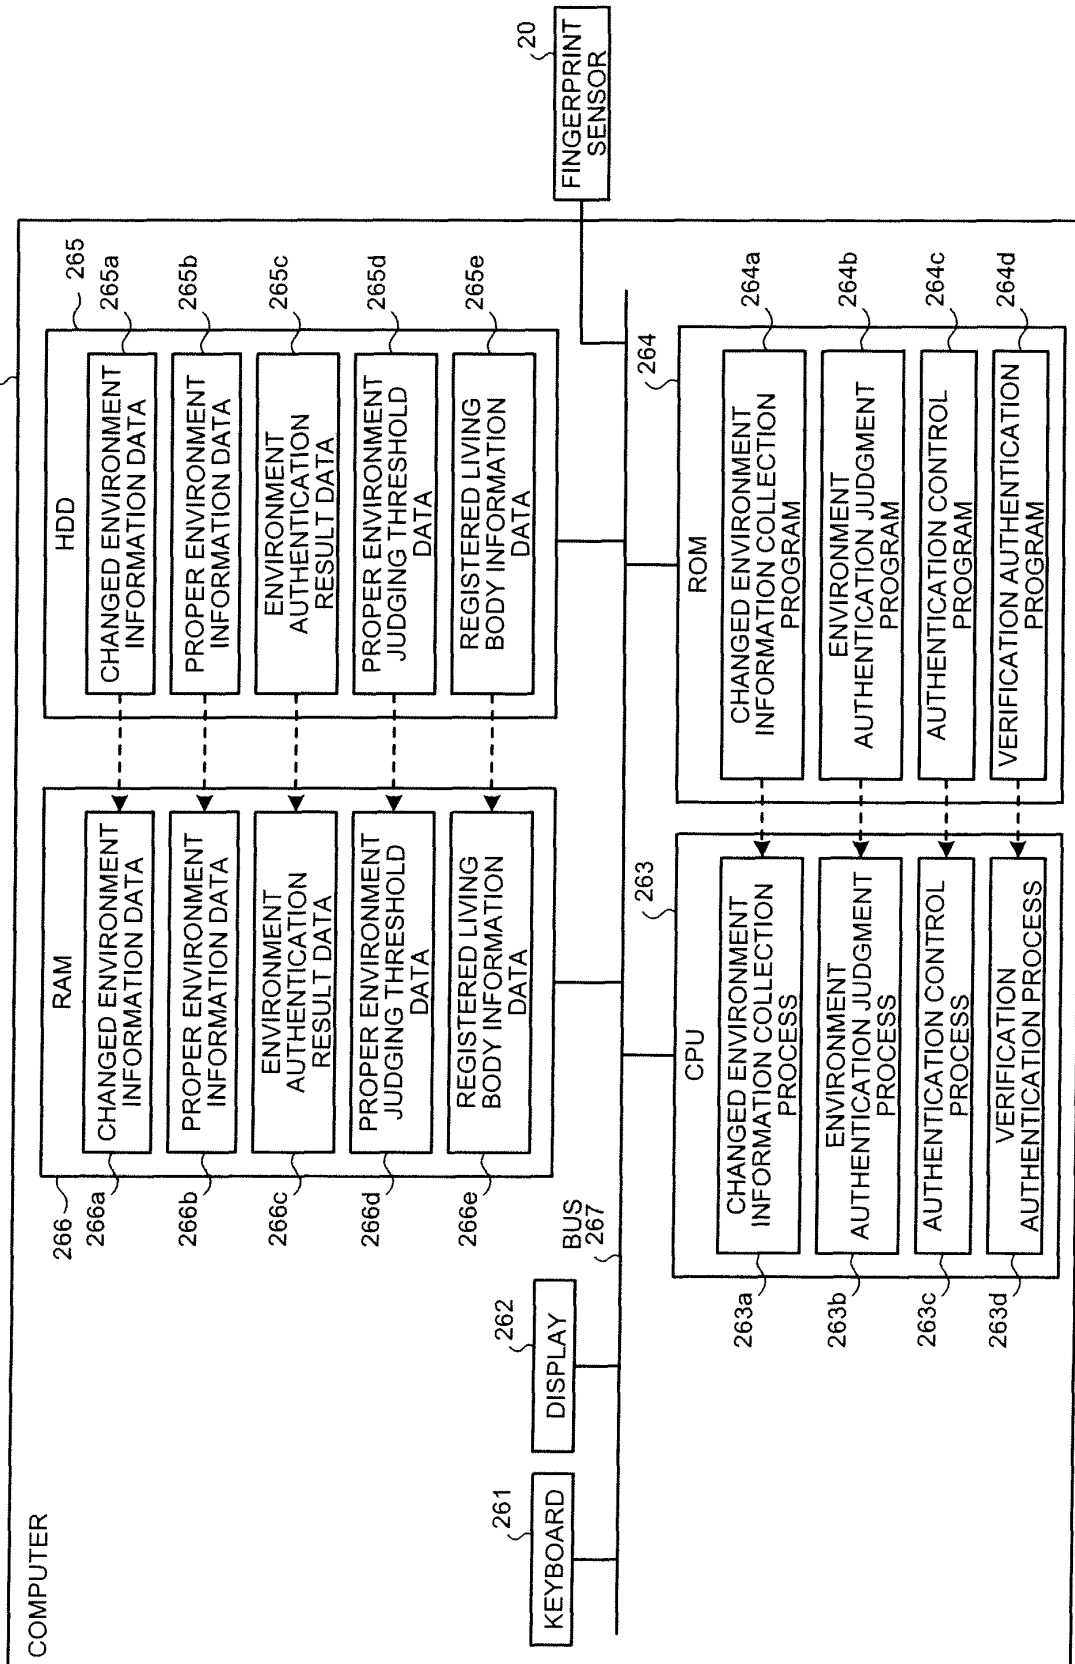 COMPUTER
KEYBOARD
261
DISPLAY
262
BUS
267
266
RAM
266a
CHANGED ENVIRONMENT
INFORMATION DATA
266b
PROPER ENVIRONMENT
INFORMATION DATA
266c
ENVIRONMENT
AUTHENTICATION
RESULT DATA
266d
PROPER ENVIRONMENT
JUDGING THRESHOLD
DATA
266e
REGISTERED LIVING
BODY INFORMATION
DATA
265
HDD
265a
CHANGED ENVIRONMENT
INFORMATION DATA
265b
PROPER ENVIRONMENT
INFORMATION DATA
265c
ENVIRONMENT
AUTHENTICATION
RESULT DATA
265d
PROPER ENVIRONMENT
JUDGING THRESHOLD
DATA
265e
REGISTERED LIVING
BODY INFORMATION
DATA
20
FINGERPRINT
SENSOR
263
CPU
263a
CHANGED ENVIRONMENT
INFORMATION COLLECTION
PROCESS
263b
ENVIRONMENT
AUTHENTICATION JUDGMENT
PROCESS
263c
AUTHENTICATION CONTROL
PROCESS
263d
VERIFICATION
AUTHENTICATION PROCESS
264
ROM
264a
CHANGED ENVIRONMENT
INFORMATION COLLECTION
PROGRAM
264b
ENVIRONMENT
AUTHENTICATION JUDGMENT
PROGRAM
264c
AUTHENTICATION CONTROL
PROGRAM
264d
VERIFICATION AUTHENTICATION
PROGRAM